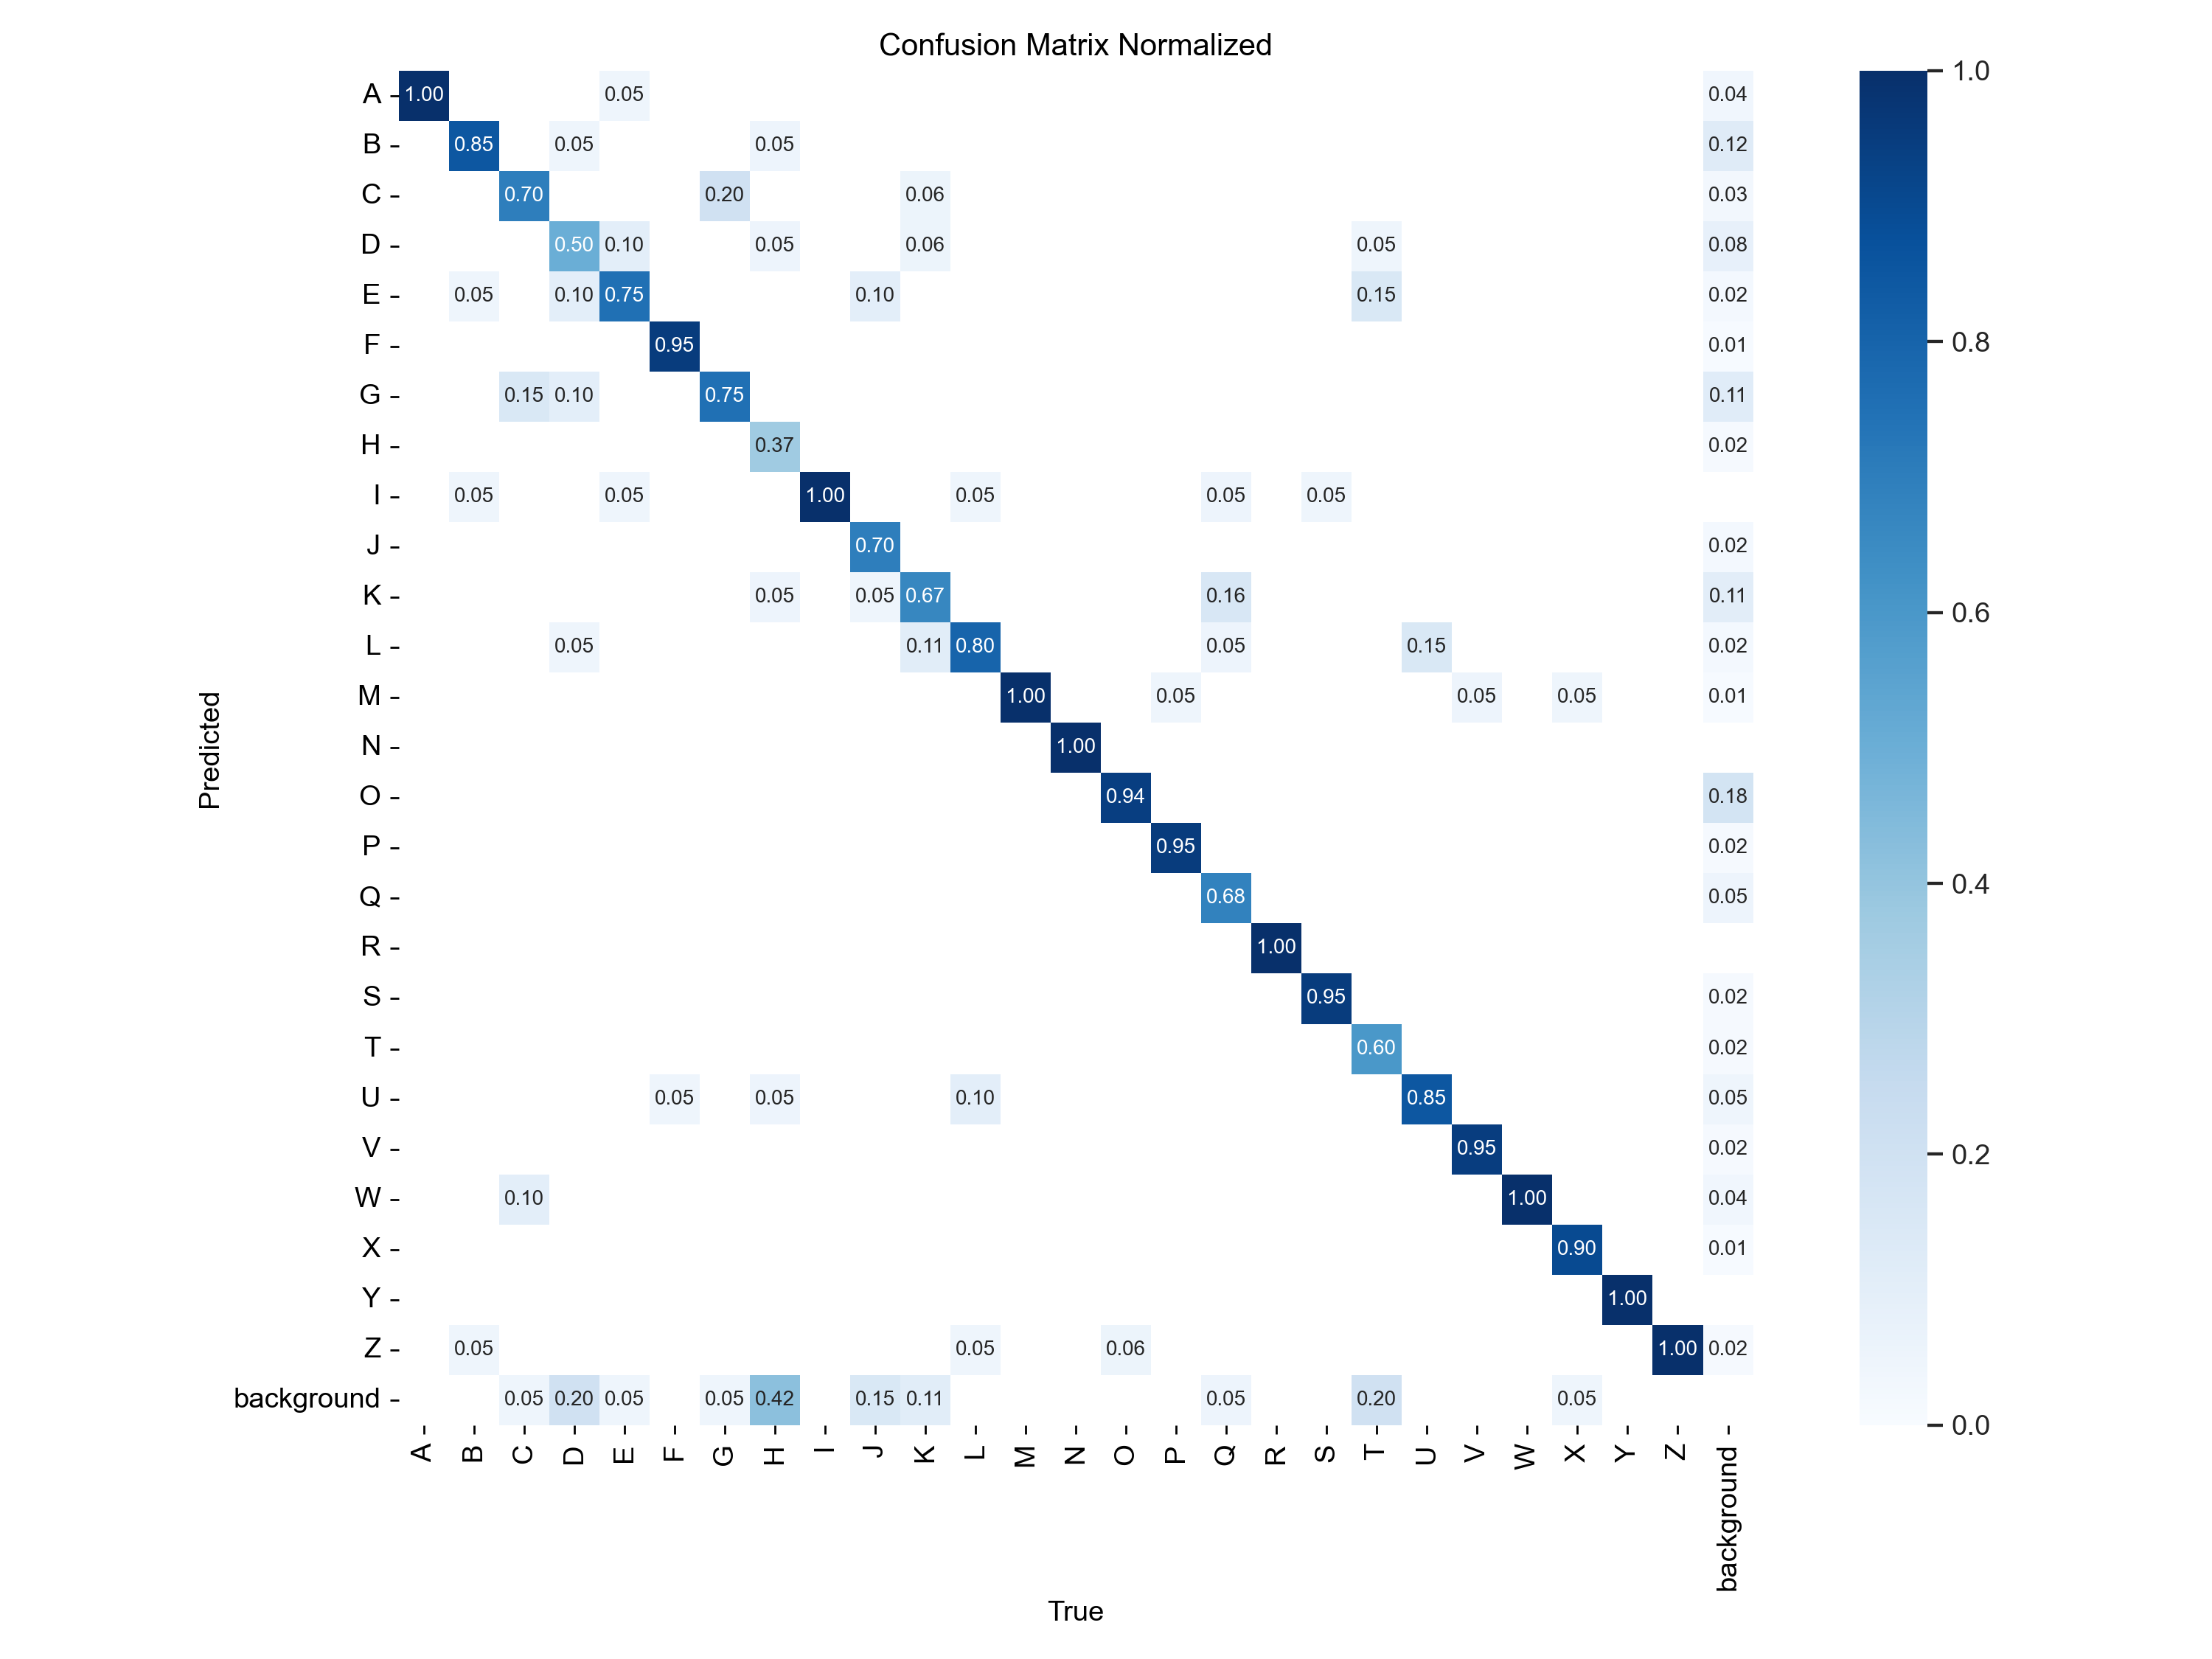 Confusion Matrix Normalized
A 1.00 0.05 0.04 1.0
B 0.85 0.05 0.05 0.12
C 0.70 0.20 0.06 0.03
D 0.50 0.10 0.05 0.06 0.05 0.08
E 0.05 0.10 0.75 0.10 0.15 0.02
F 0.95 0.01 0.8
G 0.15 0.10 0.75 0.11
H 0.37 0.02
I 0.05 0.05 1.00 0.05 0.05 0.05
J 0.70 0.02
K 0.05 0.05 0.67 0.16 0.11 0.6
L 0.05 0.11 0.80 0.05 0.15 0.02
M 1.00 0.05 0.05 0.05 0.01
N 1.00
Predicted
O 0.94 0.18
P 0.95 0.02
Q 0.68 0.05 0.4
R 1.00
S 0.95 0.02
T 0.60 0.02
U 0.05 0.05 0.10 0.85 0.05
V 0.95 0.02 0.2
W 0.10 1.00 0.04
X 0.90 0.01
Y 1.00
Z 0.05 0.05 0.06 1.00 0.02
background 0.05 0.20 0.05 0.05 0.42 0.15 0.11 0.05 0.20 0.05 0.0
A B C D E F G H I J K L M N O P Q R S T U V W X Y Z background
True